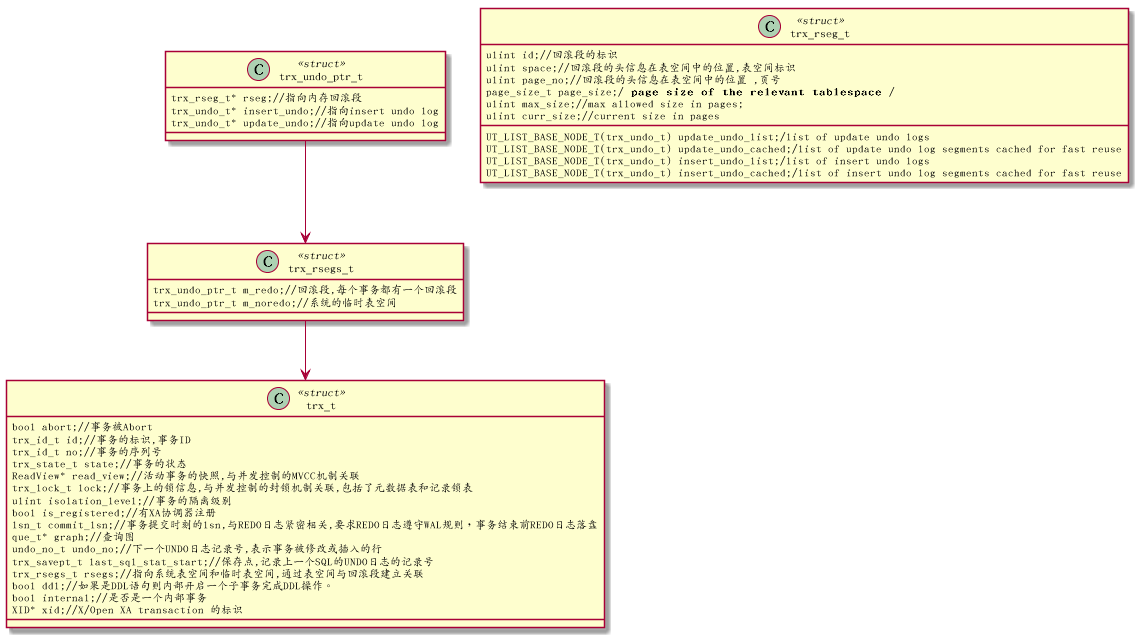 C
«struct»
trx_undo_ptr_t
trx_rseg_t* rseg;//指向内存回滚段
trx_undo_t* insert_undo;//指向insert undo log
trx_undo_t* update_undo;//指向update undo log
C
«struct»
trx_rseg_t
ulint id;//回滚段的标识
ulint space;//回滚段的头信息在表空间中的位置,表空间标识
ulint page_no;//回滚段的头信息在表空间中的位置 ,页号
page_size_t page_size;/ page size of the relevant tablespace /
ulint max_size;//max allowed size in pages;
ulint curr_size;//current size in pages
UT_LIST_BASE_NODE_T(trx_undo_t) update_undo_list;/list of update undo logs
UT_LIST_BASE_NODE_T(trx_undo_t) update_undo_cached;/list of update undo log segments cached for fast reuse
UT_LIST_BASE_NODE_T(trx_undo_t) insert_undo_list;/list of insert undo logs
UT_LIST_BASE_NODE_T(trx_undo_t) insert_undo_cached;/list of insert undo log segments cached for fast reuse
C
«struct»
trx_rsegs_t
trx_undo_ptr_t m_redo;//回滚段,每个事务都有一个回滚段
trx_undo_ptr_t m_noredo;//系统的临时表空间
C
«struct»
trx_t
bool abort;//事务被Abort
trx_id_t id;//事务的标识,事务ID
trx_id_t no;//事务的序列号
trx_state_t state;//事务的状态
ReadView* read_view;//活动事务的快照,与并发控制的MVCC机制关联
trx_lock_t lock;//事务上的锁信息,与并发控制的封锁机制关联,包括了元数据表和记录锁表
ulint isolation_level;//事务的隔离级别
bool is_registered;//有XA协调器注册
lsn_t commit_lsn;//事务提交时刻的lsn,与REDO日志紧密相关,要求REDO日志遵守WAL规则，事务结束前REDO日志落盘
que_t* graph;//查询图
undo_no_t undo_no;//下一个UNDO日志记录号,表示事务被修改或插入的行
trx_savept_t last_sql_stat_start;//保存点,记录上一个SQL的UNDO日志的记录号
trx_rsegs_t rsegs;//指向系统表空间和临时表空间,通过表空间与回滚段建立关联
bool ddl;//如果是DDL语句则内部开启一个子事务完成DDL操作。
bool internal;//是否是一个内部事务
XID* xid;//X/Open XA transaction 的标识